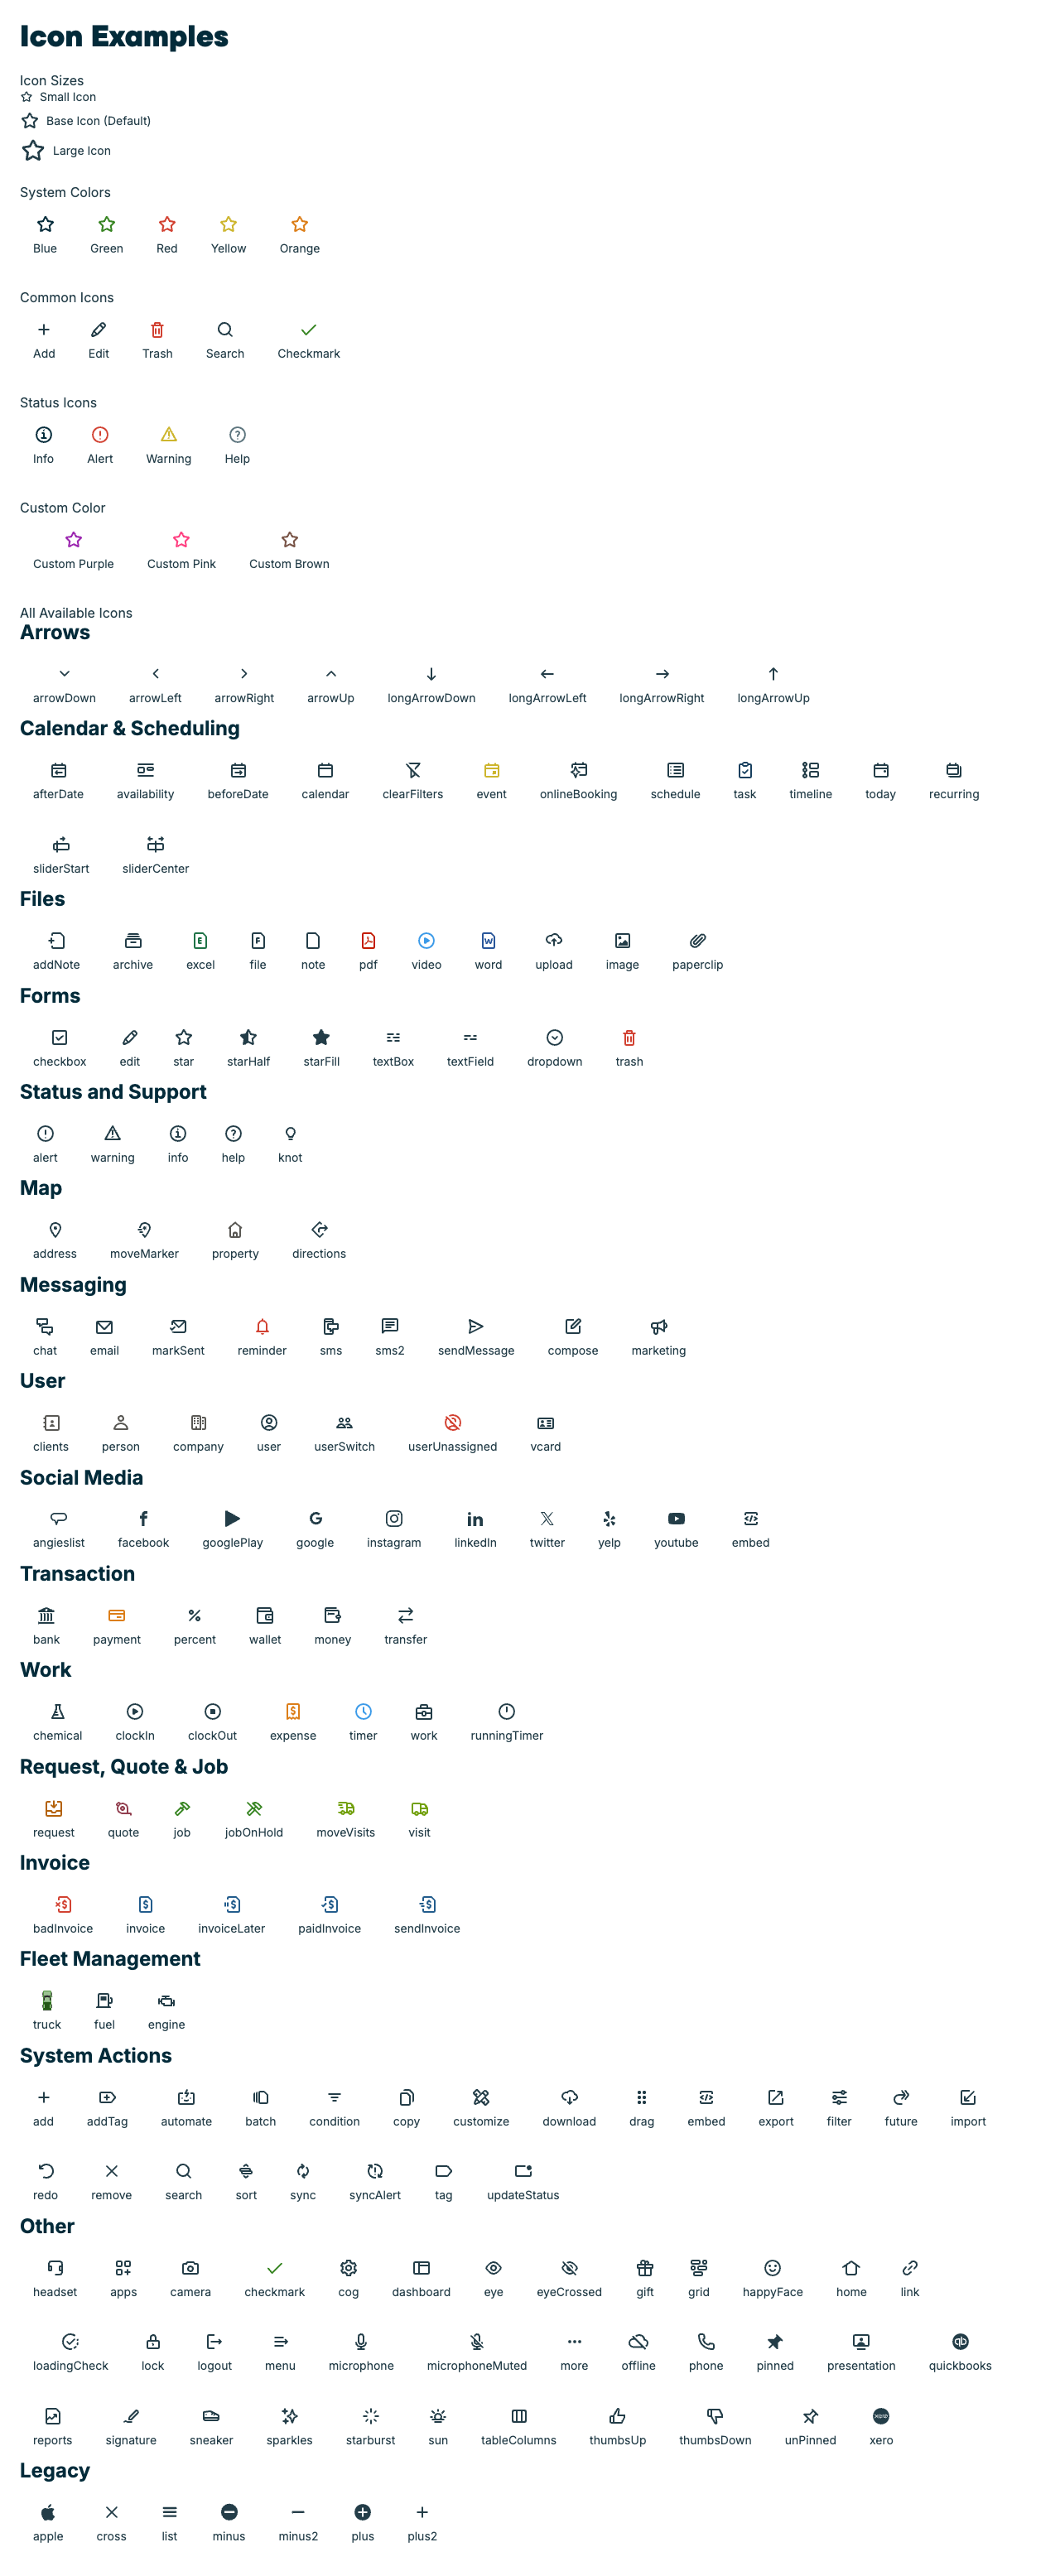 Icon Examples
Icon Sizes
Small Icon
Base Icon (Default)
Large Icon
System Colors
Blue Green Red Yellow Orange
Common Icons
Add Edit Trash Search Checkmark
Status Icons
Info Alert Warning Help
Custom Color
Custom Purple Custom Pink Custom Brown
All Available Icons
Arrows
arrowDown arrowLeft arrowRight arrowUp longArrowDown longArrowLeft longArrowRight longArrowUp
Calendar & Scheduling
afterDate availability beforeDate calendar clearFilters event onlineBooking schedule task timeline today recurring
sliderStart sliderCenter
Files
addNote archive excel file note pdf video word upload image paperclip
Forms
checkbox edit star starHalf starFill textBox textField dropdown trash
Status and Support
alert warning info help knot
Map
address moveMarker property directions
Messaging
chat email markSent reminder sms sms2 sendMessage compose marketing
User
clients person company user userSwitch userUnassigned vcard
Social Media
angieslist facebook googlePlay google instagram linkedIn twitter yelp youtube embed
Transaction
bank payment percent wallet money transfer
Work
chemical clockIn clockOut expense timer work runningTimer
Request, Quote & Job
request quote job jobOnHold moveVisits visit
Invoice
badInvoice invoice invoiceLater paidInvoice sendInvoice
Fleet Management
truck fuel engine
System Actions
add addTag automate batch condition copy customize download drag embed export filter future import
redo remove search sort sync syncAlert tag updateStatus
Other
headset apps camera checkmark cog dashboard eye eyeCrossed gift grid happyFace home link
loadingCheck lock logout menu microphone microphoneMuted more offline phone pinned presentation quickbooks
reports signature sneaker sparkles starburst sun tableColumns thumbsUp thumbsDown unPinned xero
Legacy
apple cross list minus minus2 plus plus2